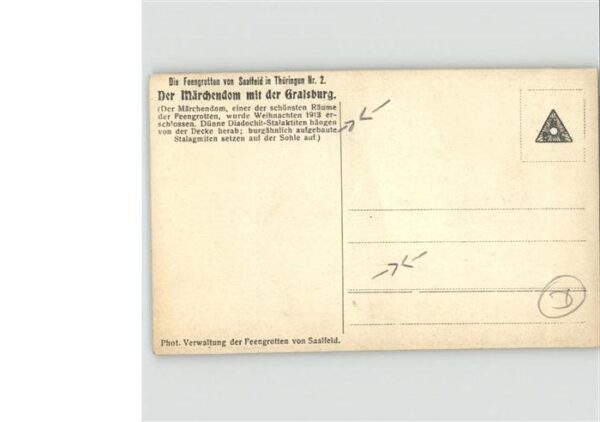 Die Feengrotten von Saalfeld in Thüringen Nr. 2.
Der Märchendom mit der Gralsburg.
(Der Märchendom, einer der schönsten Räume
der Feengrotten, wurde Weihnachten 1913 er-
schlossen. Dünne Diadochit-Stalaktiten hängen
von der Decke herab; burgähnlich aufgebaute
Stalagmiten setzen auf der Sohle auf.)
Phot. Verwaltung der Feengrotten von Saalfeld.